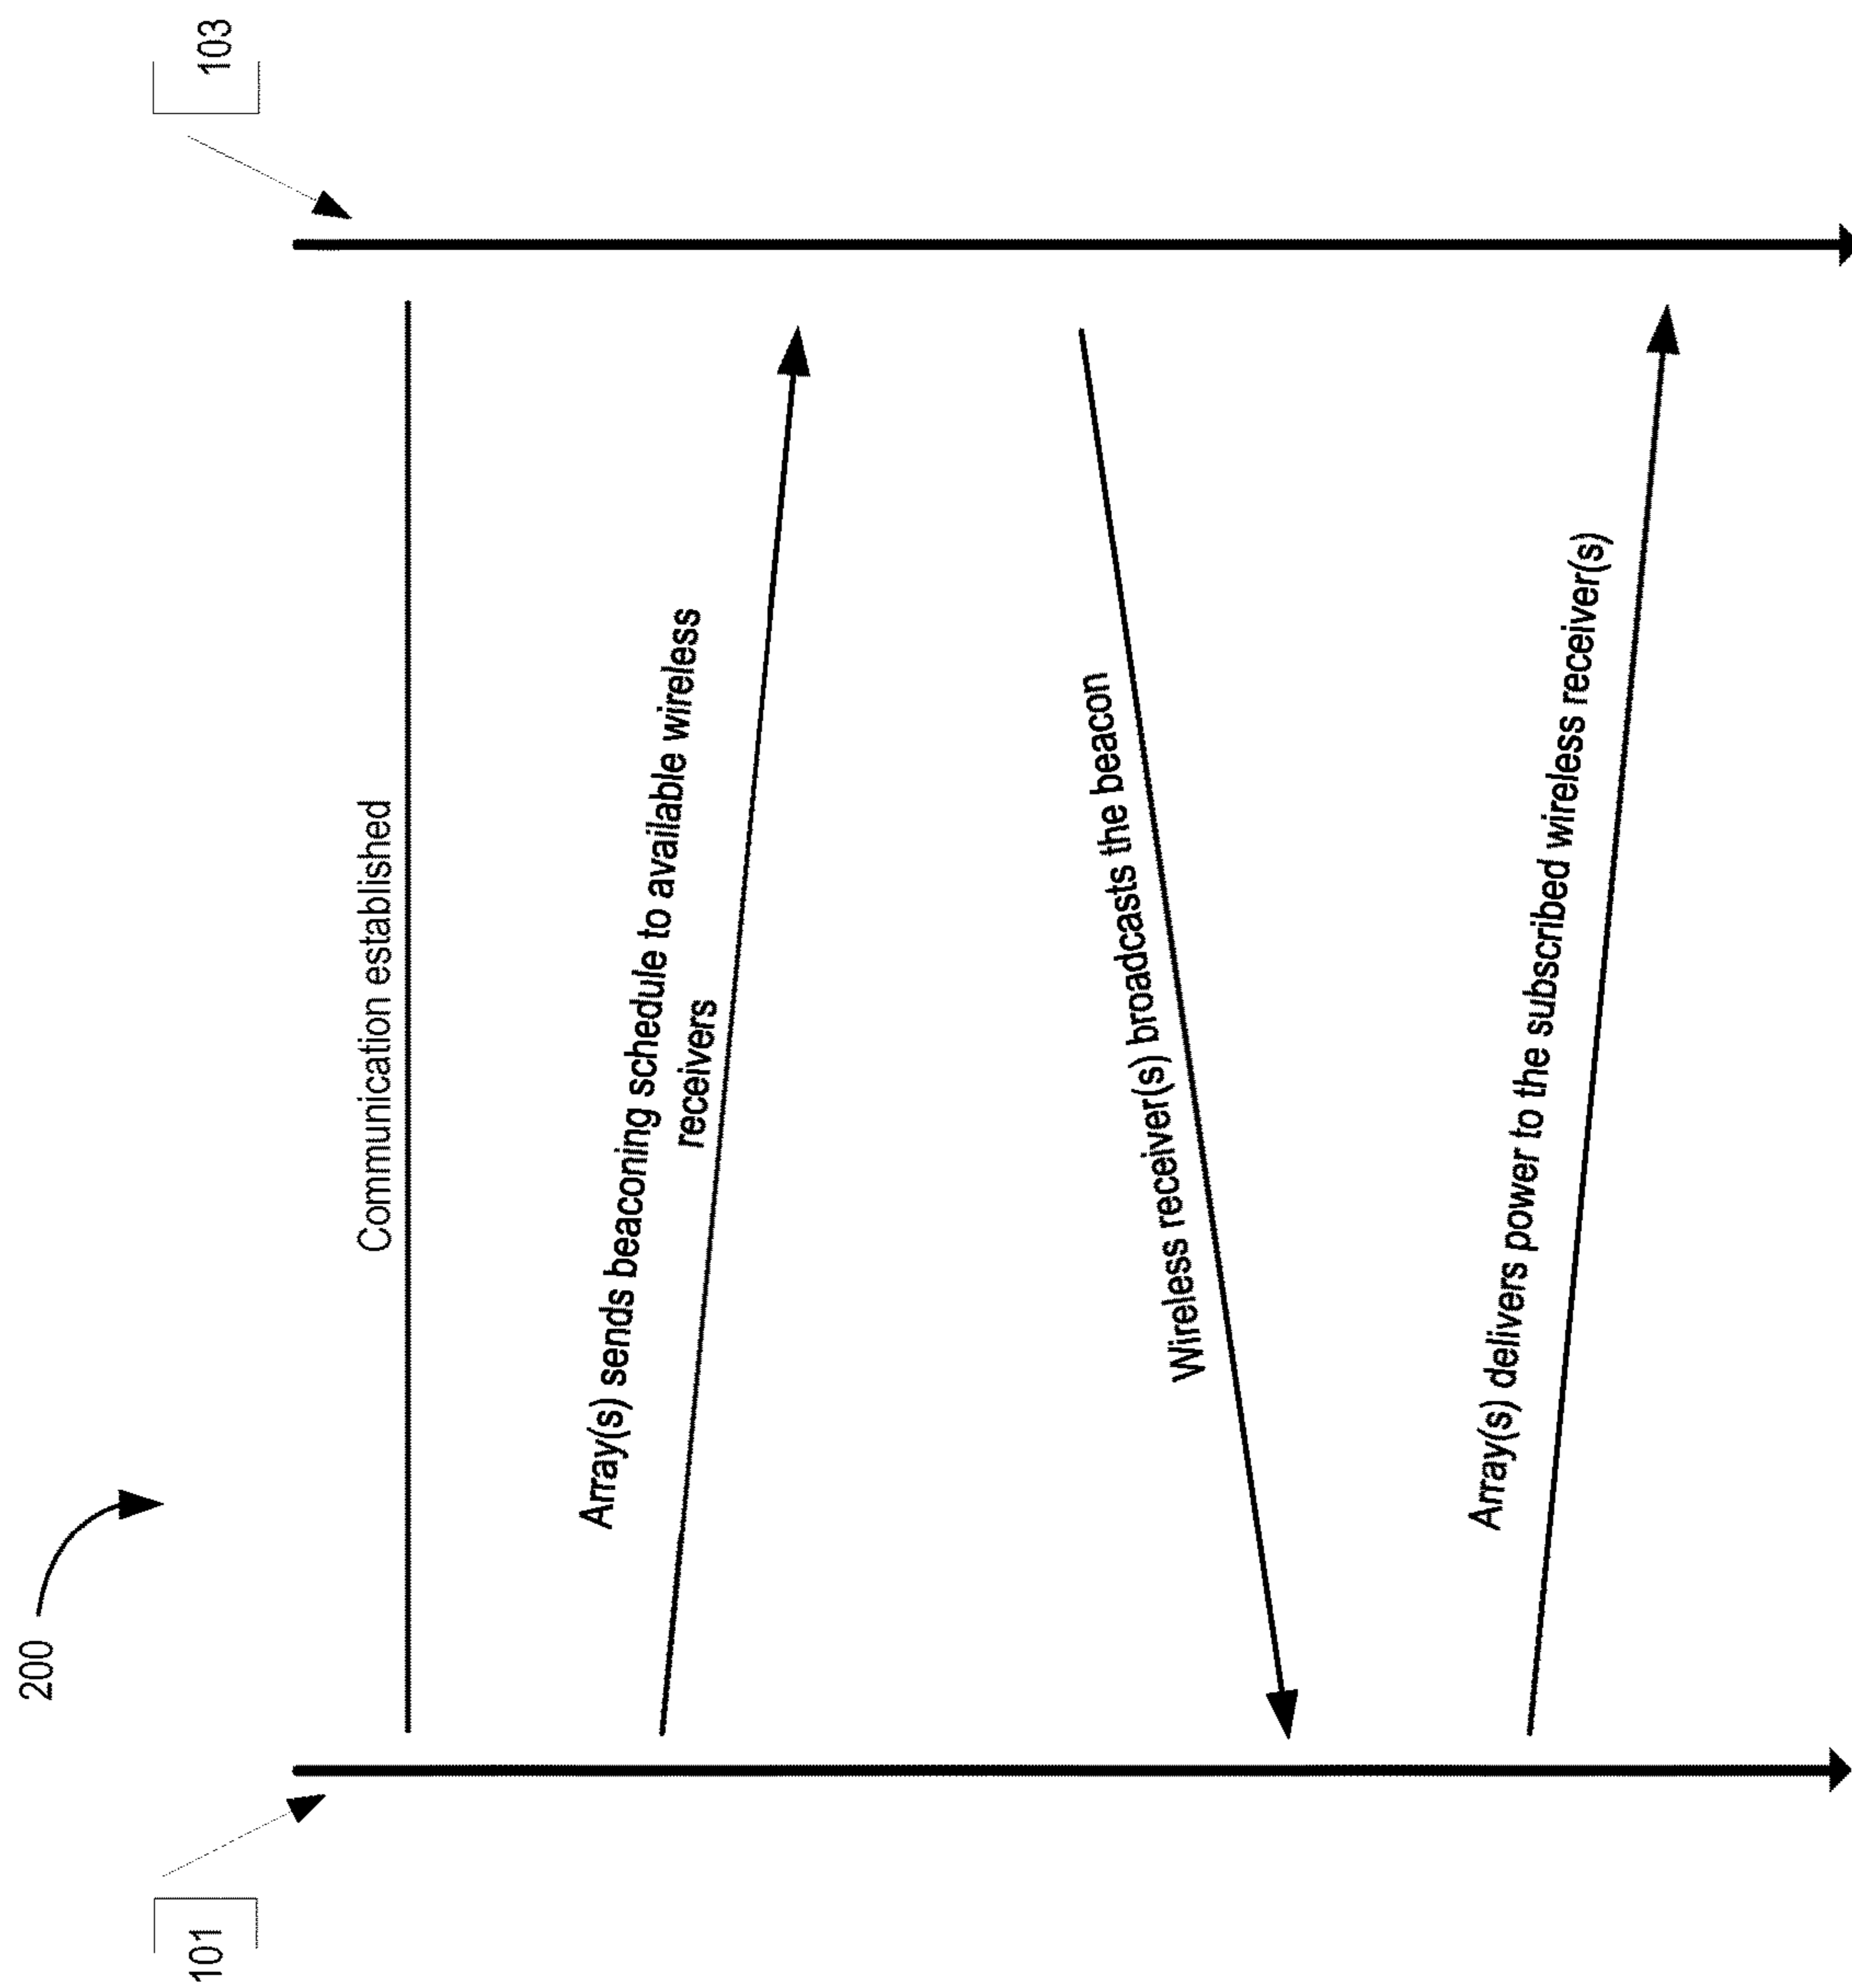 200
101
103
Communication established
Array(s) sends beaconing schedule to available wireless
receivers
Wireless receiver(s) broadcasts the beacon
Array(s) delivers power to the subscribed wireless receiver(s)